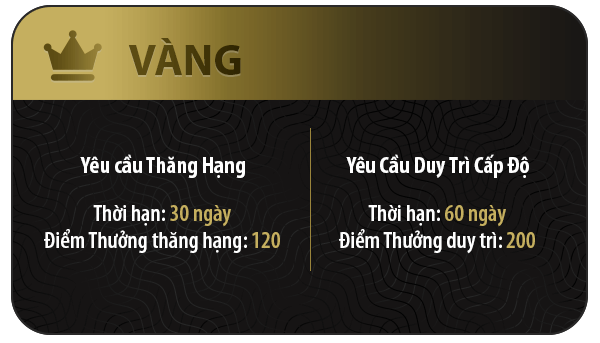 VÀNG
Yêu cầu Thăng Hạng
Thời hạn: 30 ngày
Điểm Thưởng thăng hạng: 120
Yêu Cầu Duy Trì Cấp Độ
Thời hạn: 60 ngày
Điểm Thưởng duy trì: 200